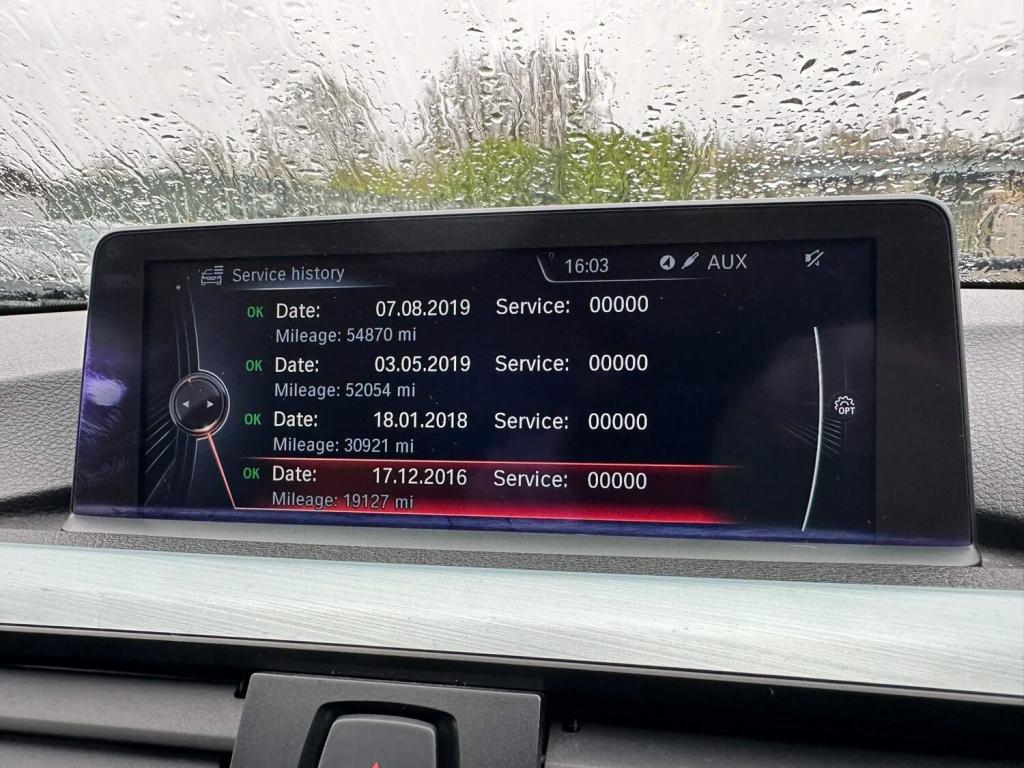 Service history
16:03
AUX
OK Date: 07.08.2019 Service: 00000
Mileage: 54870 mi
OK Date: 03.05.2019 Service: 00000
Mileage: 52054 mi
OPT
OK Date: 18.01.2018 Service: 00000
Mileage: 30921 mi
OK Date: 17.12.2016 Service: 00000
Mileage: 19127 mi